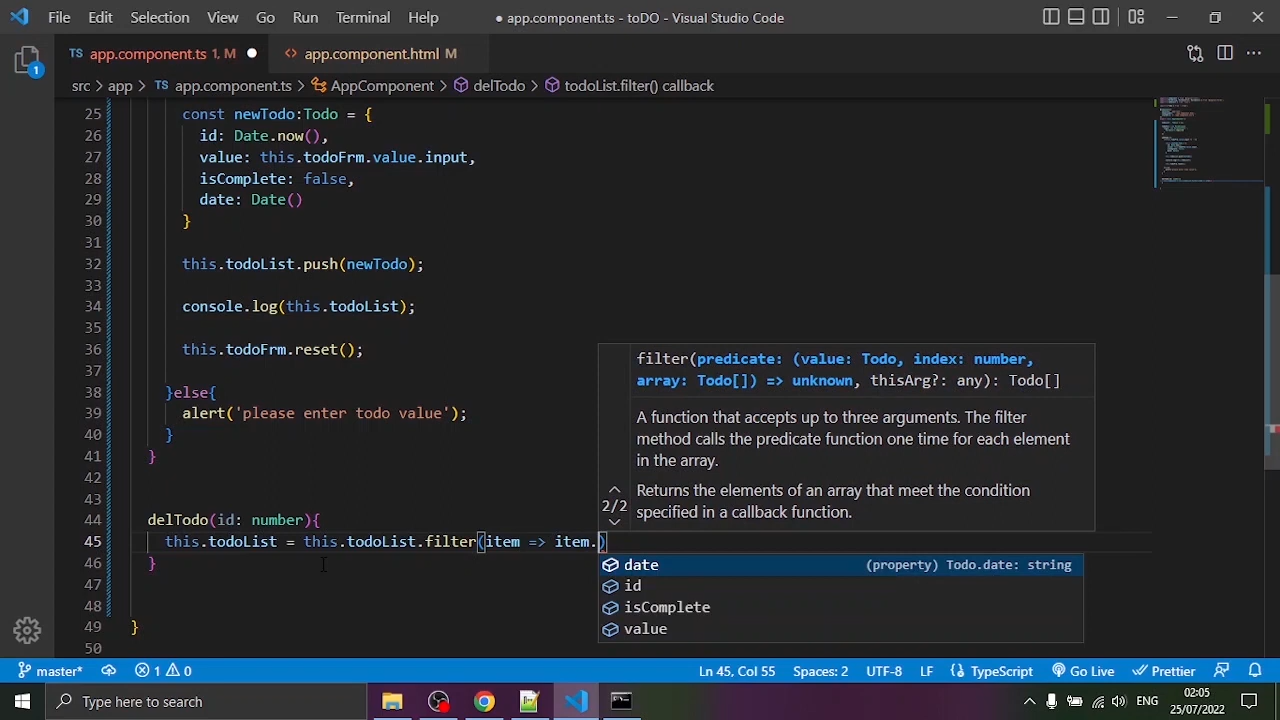 File Edit Selection View Go Run Terminal Help ● app.component.ts - toDO - Visual Studio Code
TS app.component.ts 1, M ● <> app.component.html M
src > app > TS app.component.ts > AppComponent > delTodo > todoList.filter() callback
1
25 const newTodo:Todo = {
26 id: Date.now(),
27 value: this.todoFrm.value.input,
28 isComplete: false,
29 date: Date()
30 }
31
32 this.todoList.push(newTodo);
33
34 console.log(this.todoList);
35
36 this.todoFrm.reset();
37
38 }else{
39 alert('please enter todo value');
40 }
41 }
42
43
44 delTodo(id: number){
45 this.todoList = this.todoList.filter(item => item.)
46 }
47
48
49 }
50
filter(predicate: (value: Todo, index: number,
array: Todo[]) => unknown, thisArg?: any): Todo[]
A function that accepts up to three arguments. The filter
method calls the predicate function one time for each element
in the array.
Returns the elements of an array that meet the condition
specified in a callback function.
2/2
date (property) Todo.date: string
id
isComplete
value
master* 1 0 Ln 45, Col 55 Spaces: 2 UTF-8 LF {} TypeScript Go Live Prettier
Type here to search ENG 02:05
25/07/2022